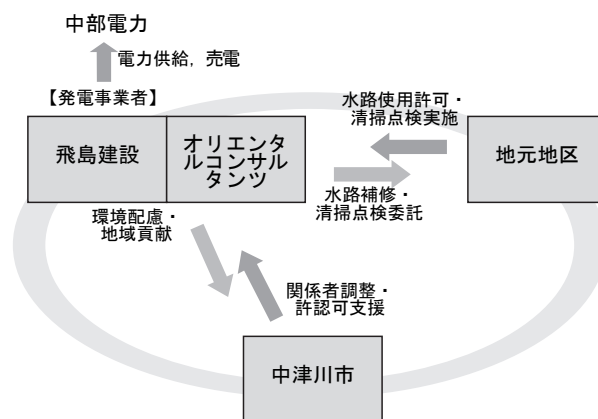 中部電力
電力供給，売電
【発電事業者】
飛島建設
オリエンタ
ルコンサル
タンツ
水路使用許可・
清掃点検実施
地元地区
水路補修・
清掃点検委託
環境配慮・
地域貢献
関係者調整・
許認可支援
中津川市